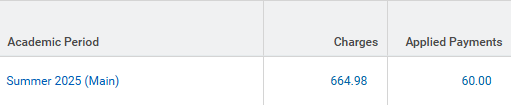 Academic Period Charges Applied Payments
Summer 2025 (Main) 664.98 60.00